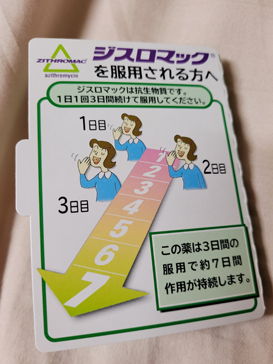 ZITHROMAC®
azithromycin
ジスロマック®
を服用される方へ
ジスロマックは抗生物質です。
1日1回3日間続けて服用してください。
1日目
2日目
3日目
1
2
3
4
5
6
7
この薬は3日間の
服用で約7日間
作用が持続します。